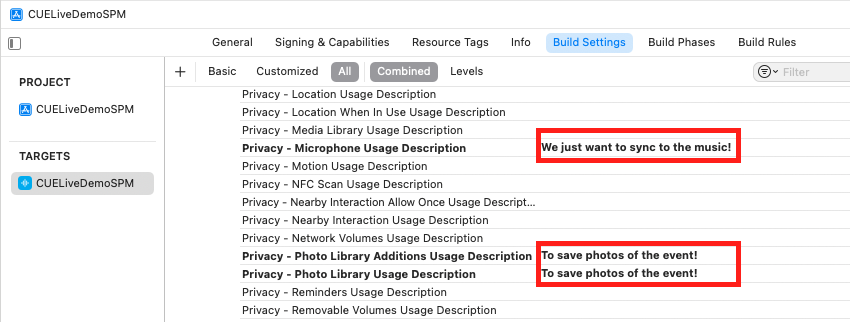 CUELiveDemoSPM
General Signing & Capabilities Resource Tags Info Build Settings Build Phases Build Rules
Basic Customized All Combined Levels Filter
PROJECT
CUELiveDemoSPM
TARGETS
CUELiveDemoSPM
Privacy - Location Usage Description
Privacy - Location When In Use Usage Description
Privacy - Media Library Usage Description
Privacy - Microphone Usage Description We just want to sync to the music!
Privacy - Motion Usage Description
Privacy - NFC Scan Usage Description
Privacy - Nearby Interaction Allow Once Usage Descript...
Privacy - Nearby Interaction Usage Description
Privacy - Network Volumes Usage Description
Privacy - Photo Library Additions Usage Description To save photos of the event!
Privacy - Photo Library Usage Description To save photos of the event!
Privacy - Reminders Usage Description
Privacy - Removable Volumes Usage Description